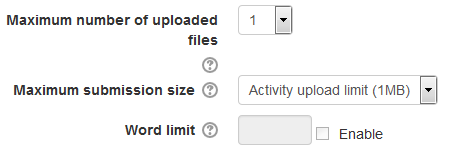 Maximum number of uploaded 1
files
Maximum submission size Activity upload limit (1MB)
Word limit Enable